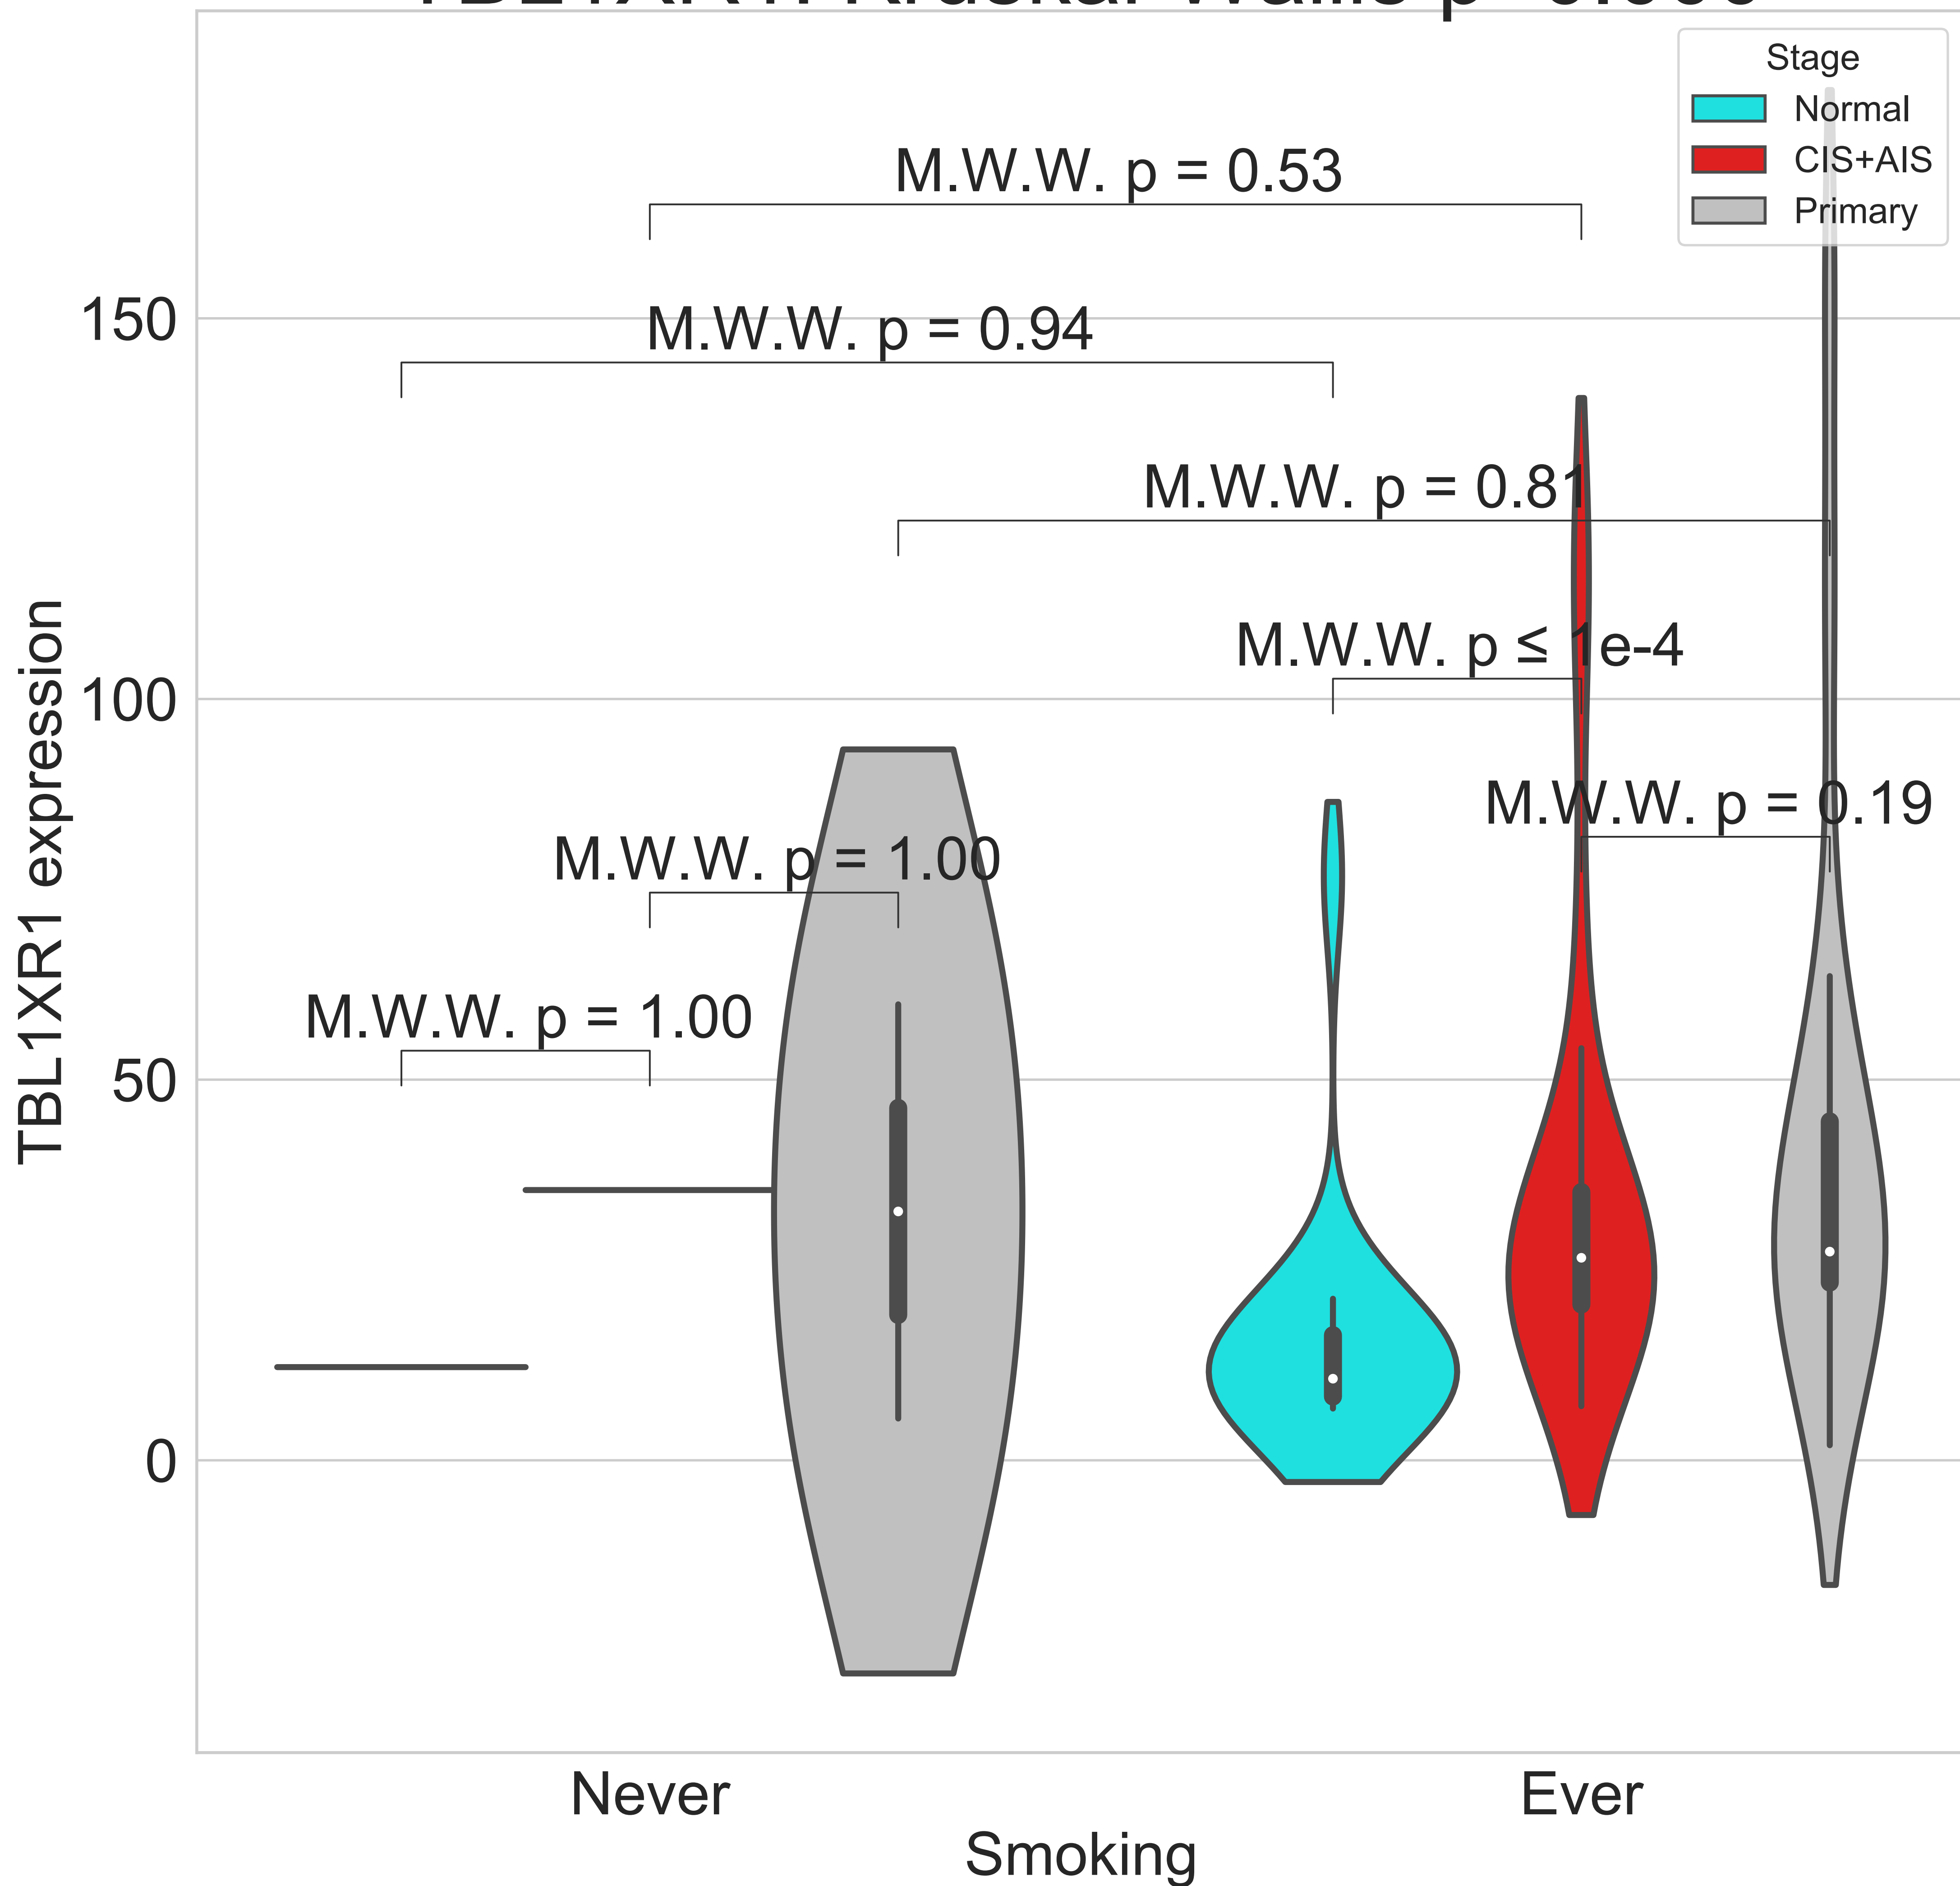 Stage
Normal
CIS+AIS
Primary
M.W.W. p = 0.53
150
M.W.W. p = 0.94
M.W.W. p = 0.81
M.W.W. p ≤ 1e-4
100
M.W.W. p = 0.19
M.W.W. p = 1.00
M.W.W. p = 1.00
50
0
TBL1XR1 expression
Never
Ever
Smoking